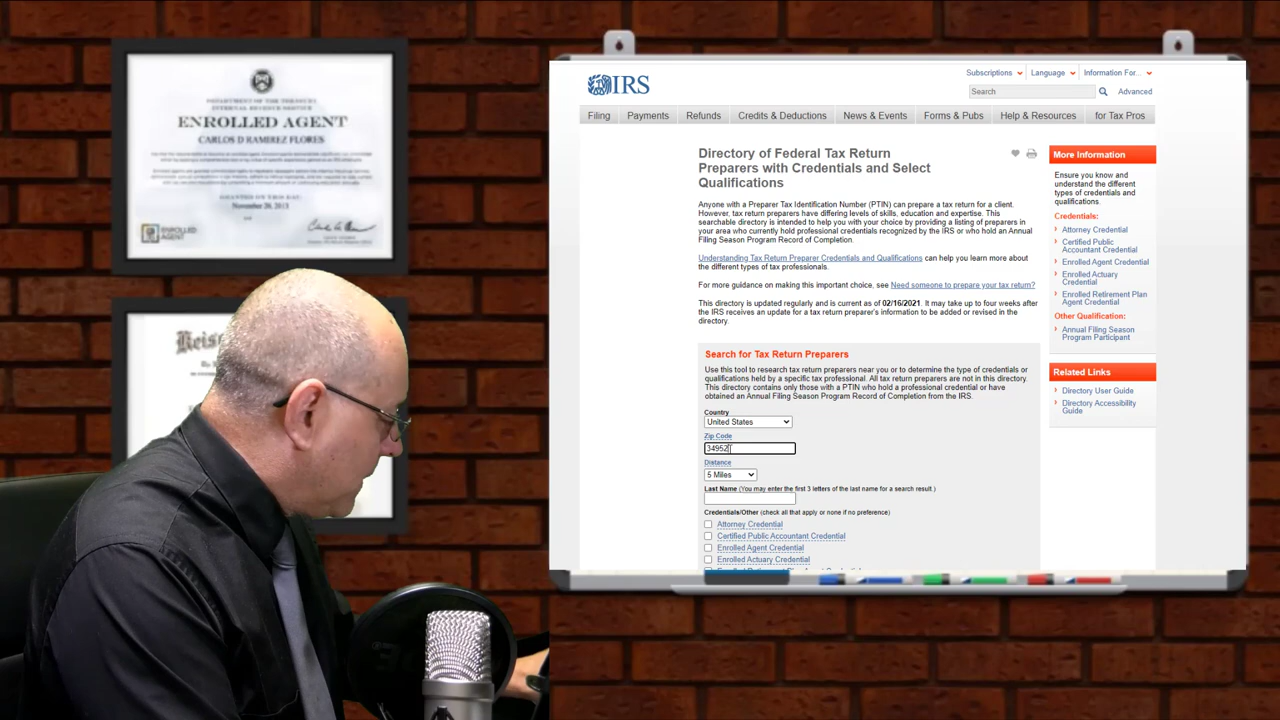 DEPARTMENT OF THE TREASURY
INTERNAL REVENUE SERVICE
ENROLLED AGENT
CARLOS D RAMIREZ FLORES
GRANTED ON THIS DAY
November 26, 2013
ENROLLED
AGENT
Keise
IRS
Subscriptions
Language
Information For...
Search
Advanced
Filing
Payments
Refunds
Credits & Deductions
News & Events
Forms & Pubs
Help & Resources
for Tax Pros
Directory of Federal Tax Return
Preparers with Credentials and Select
Qualifications
Anyone with a Preparer Tax Identification Number (PTIN) can prepare a tax return for a client.
However, tax return preparers have differing levels of skills, education and expertise. This
searchable directory is intended to help you with your choice by providing a listing of preparers in
your area who currently hold professional credentials recognized by the IRS or who hold an Annual
Filing Season Program Record of Completion.
Understanding Tax Return Preparer Credentials and Qualifications can help you learn more about
the different types of tax professionals.
For more guidance on making this important choice, see Need someone to prepare your tax return?
This directory is updated regularly and is current as of 02/16/2021. It may take up to four weeks after
the IRS receives an update for a tax return preparer's information to be added or revised in the
directory.
Search for Tax Return Preparers
Use this tool to research tax return preparers near you or to determine the type of credentials or
qualifications held by a specific tax professional. All tax return preparers are not in this directory.
This directory contains only those with a PTIN who hold a professional credential or have
obtained an Annual Filing Season Program Record of Completion from the IRS.
Country
United States
Zip Code
34952
Distance
5 Miles
Last Name (You may enter the first 3 letters of the last name for a search result.)
Credentials/Other (check all that apply or none if no preference)
Attorney Credential
Certified Public Accountant Credential
Enrolled Agent Credential
Enrolled Actuary Credential
More Information
Ensure you know and
understand the different
types of credentials and
qualifications.
Credentials:
Attorney Credential
Certified Public
Accountant Credential
Enrolled Agent Credential
Enrolled Actuary
Credential
Enrolled Retirement Plan
Agent Credential
Other Qualification:
Annual Filing Season
Program Participant
Related Links
Directory User Guide
Directory Accessibility
Guide